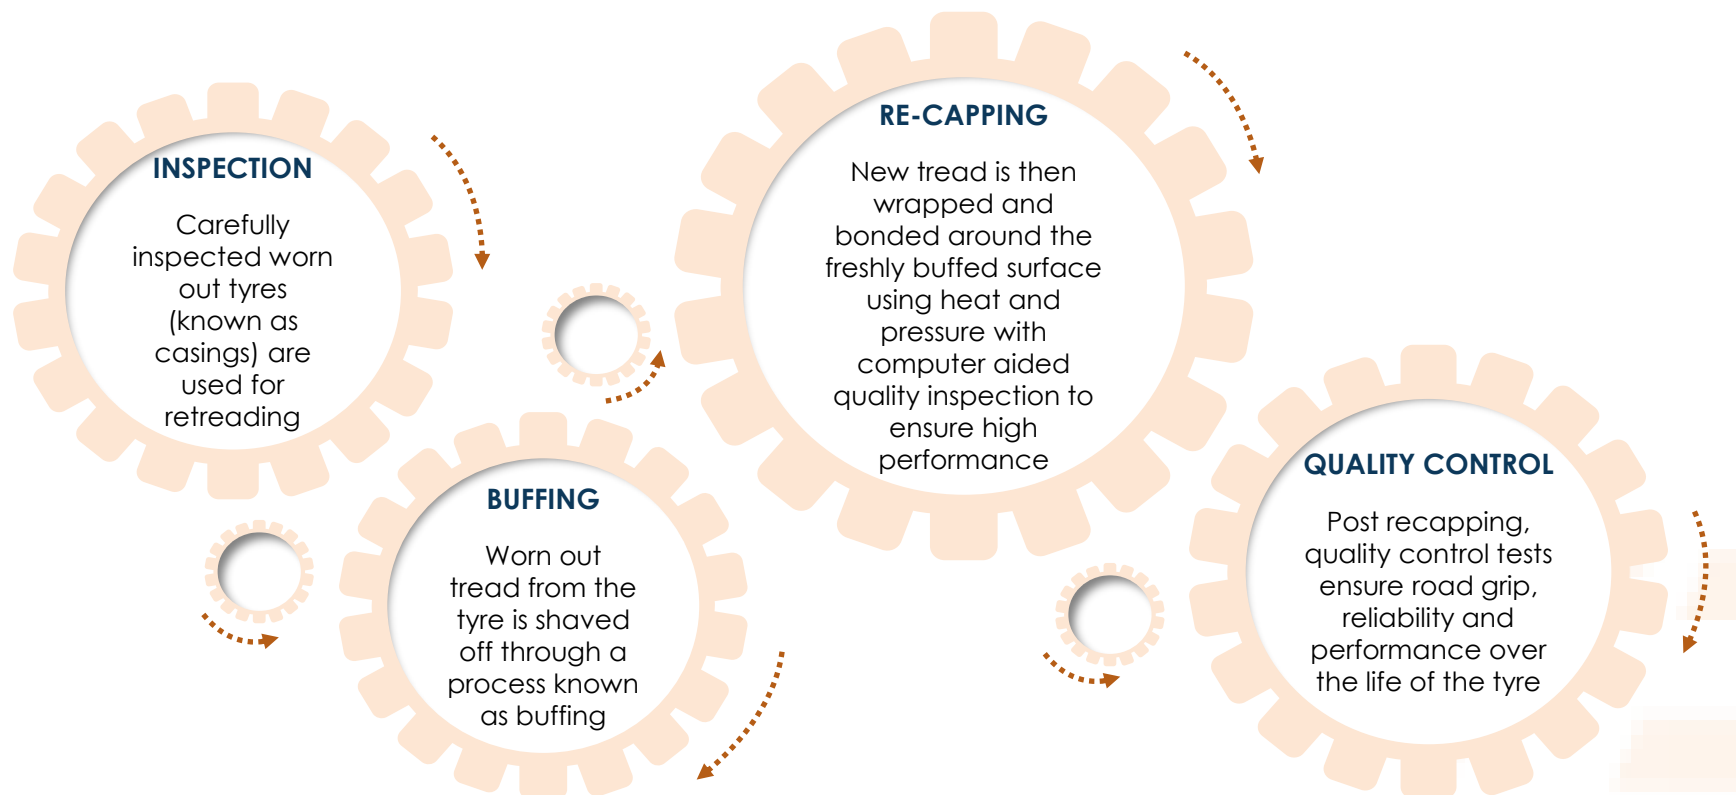 INSPECTION
Carefully
inspected worn
out tyres
(known as
casings) are
used for
retreading
BUFFING
Worn out
tread from the
tyre is shaved
off through a
process known
as buffing
RE-CAPPING
New tread is then
wrapped and
bonded around the
freshly buffed surface
using heat and
pressure with
computer aided
quality inspection to
ensure high
performance
QUALITY CONTROL
Post recapping,
quality control tests
ensure road grip,
reliability and
performance over
the life of the tyre